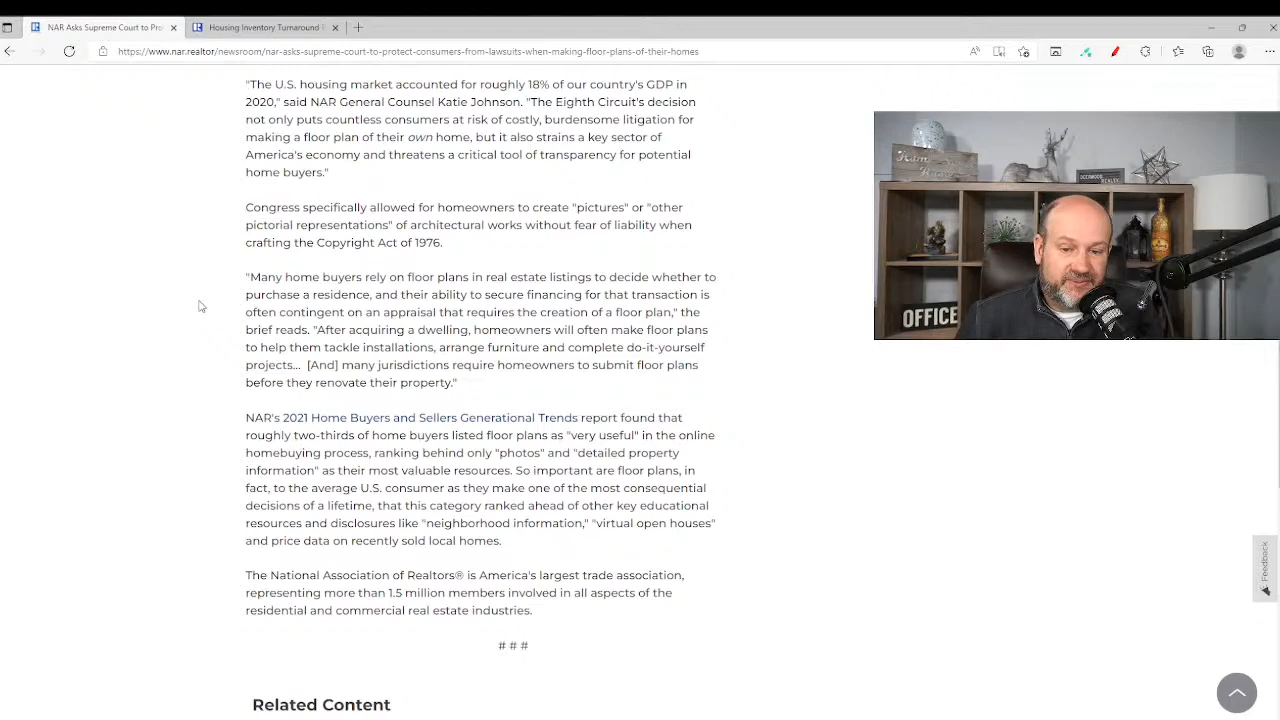 NAR Asks Supreme Court to Pro
Housing Inventory Turnaround
https://www.nar.realtor/newsroom/nar-asks-supreme-court-to-protect-consumers-from-lawsuits-when-making-floor-plans-of-their-homes
"The U.S. housing market accounted for roughly 18% of our country's GDP in
2020," said NAR General Counsel Katie Johnson. "The Eighth Circuit's decision
not only puts countless consumers at risk of costly, burdensome litigation for
making a floor plan of their own home, but it also strains a key sector of
America's economy and threatens a critical tool of transparency for potential
home buyers."
Congress specifically allowed for homeowners to create "pictures" or "other
pictorial representations" of architectural works without fear of liability when
crafting the Copyright Act of 1976.
"Many home buyers rely on floor plans in real estate listings to decide whether to
purchase a residence, and their ability to secure financing for that transaction is
often contingent on an appraisal that requires the creation of a floor plan," the
brief reads. "After acquiring a dwelling, homeowners will often make floor plans
to help them tackle installations, arrange furniture and complete do-it-yourself
projects... [And] many jurisdictions require homeowners to submit floor plans
before they renovate their property."
NAR's 2021 Home Buyers and Sellers Generational Trends report found that
roughly two-thirds of home buyers listed floor plans as "very useful" in the online
homebuying process, ranking behind only "photos" and "detailed property
information" as their most valuable resources. So important are floor plans, in
fact, to the average U.S. consumer as they make one of the most consequential
decisions of a lifetime, that this category ranked ahead of other key educational
resources and disclosures like "neighborhood information," "virtual open houses"
and price data on recently sold local homes.
The National Association of Realtors® is America's largest trade association,
representing more than 1.5 million members involved in all aspects of the
residential and commercial real estate industries.
# # #
Related Content
OFFICE
Feedback